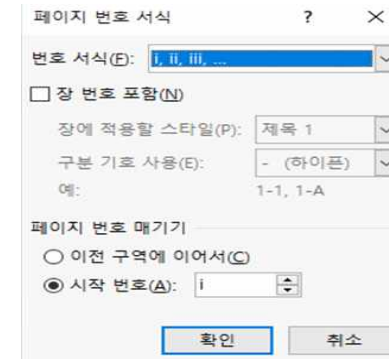 페이지 번호 서식 ? ×
번호 서식(F): i, ii, iii, ...
장 번호 포함(N)
장에 적용할 스타일(P): 제목 1
구분 기호 사용(E): - (하이픈)
예: 1-1, 1-A
페이지 번호 매기기
이전 구역에 이어서(C)
시작 번호(A): i
확인 취소